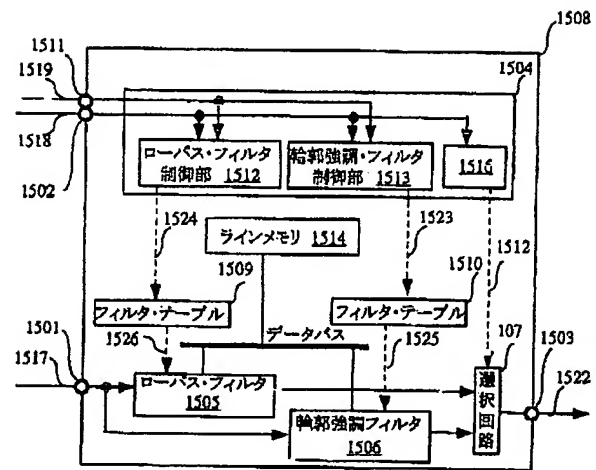 1508
1511
1519
1504
1518
1502
ローパス・フィルタ
制御部 1512
輪郭強調・フィルタ
制御部 1513
1516
1524
1523
1512
ラインメモリ 1514
1509
1510
フィルタ・テーブル
フィルタ・テーブル
1501
1526
データバス
1525
107
1503
1517
ローパス・フィルタ
1505
選択回路
1522
輪郭強調フィルタ
1506